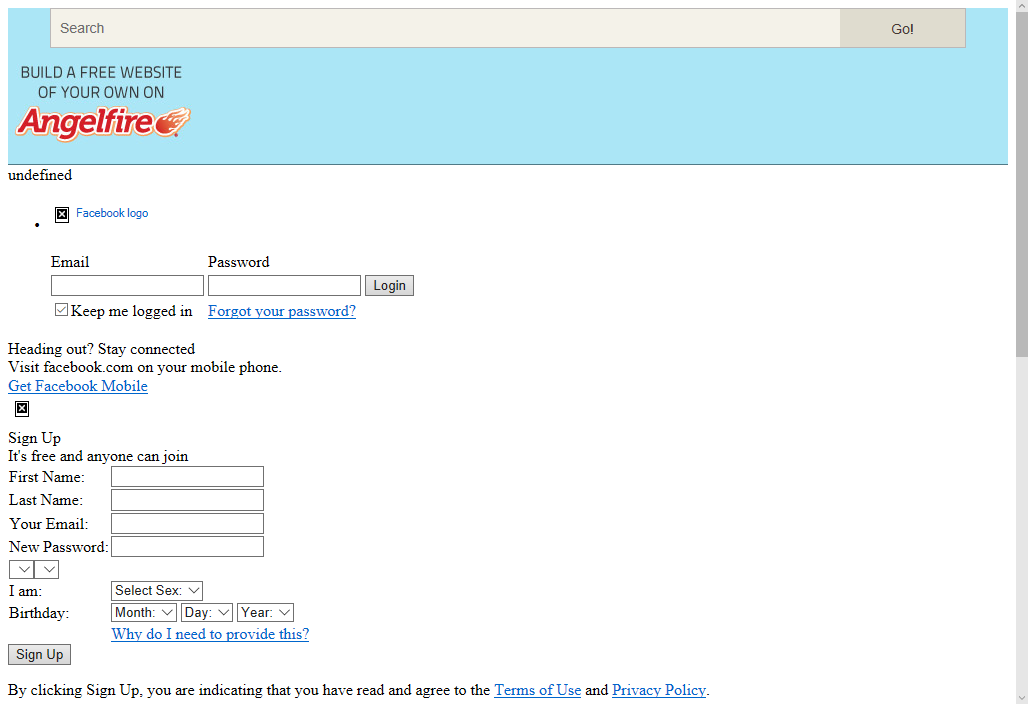 Search Go!
BUILD A FREE WEBSITE
OF YOUR OWN ON
Angelfire
undefined
Facebook logo
Email Password
Login
Keep me logged in Forgot your password?
Heading out? Stay connected
Visit facebook.com on your mobile phone.
Get Facebook Mobile
Sign Up
It's free and anyone can join
First Name:
Last Name:
Your Email:
New Password:
I am: Select Sex:
Birthday: Month: Day: Year:
Why do I need to provide this?
Sign Up
By clicking Sign Up, you are indicating that you have read and agree to the Terms of Use and Privacy Policy.